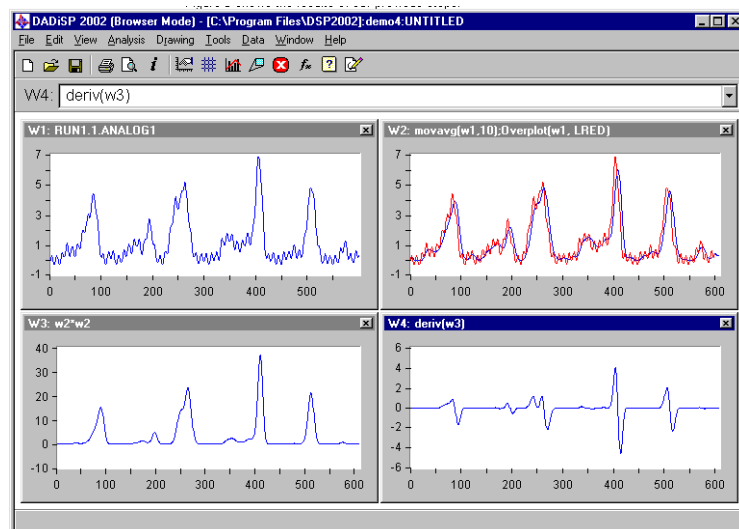 DADiSP 2002 (Browser Mode) - [C:\Program Files\DSP2002]:demo4:UNTITLED
File Edit View Analysis Drawing Tools Data Window Help
W4: deriv(w3)
W1: RUN1.1.ANALOG1
7
5
3
1
-1
0 100 200 300 400 500
W2: movavg(w1,10);Overplot(w1, LRED)
7
5
3
1
-1
0 100 200 300 400 500 600
W3: w2*w2
40
30
20
10
0
-10
0 100 200 300 400 500 600
W4: deriv(w3)
6
4
2
0
-2
-4
-6
0 100 200 300 400 500 600